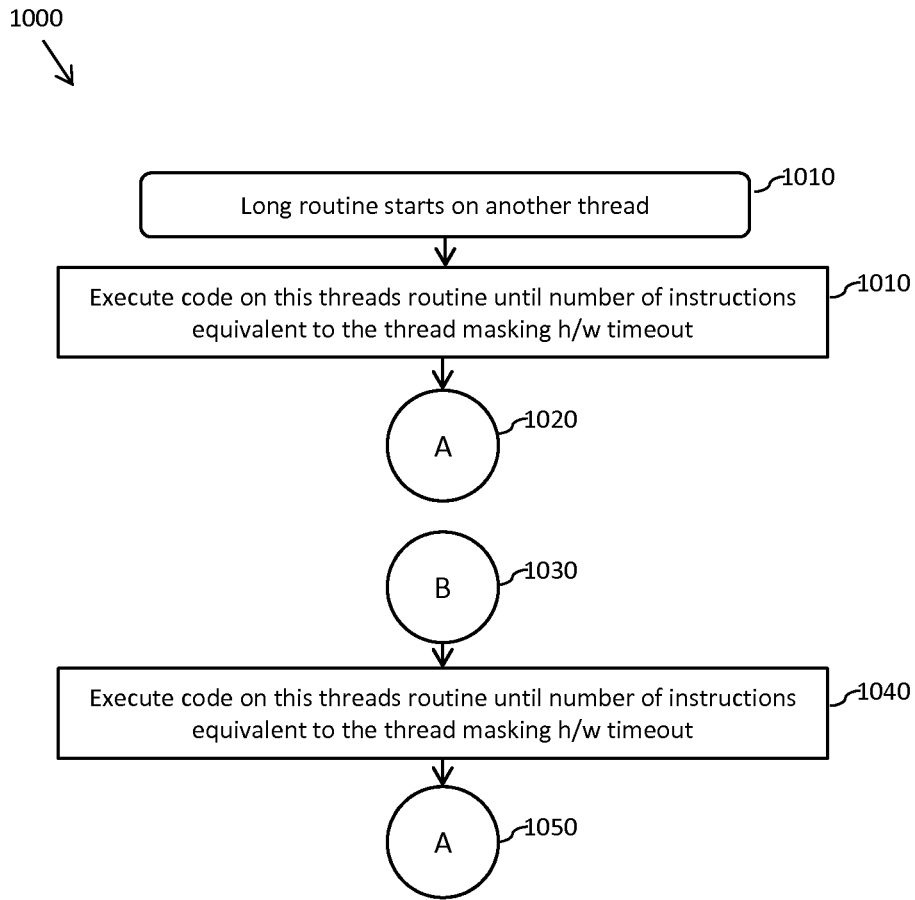 1000
1010
Long routine starts on another thread
1010
Execute code on this threads routine until number of instructions
equivalent to the thread masking h/w timeout
1020
A
1030
B
1040
Execute code on this threads routine until number of instructions
equivalent to the thread masking h/w timeout
1050
A